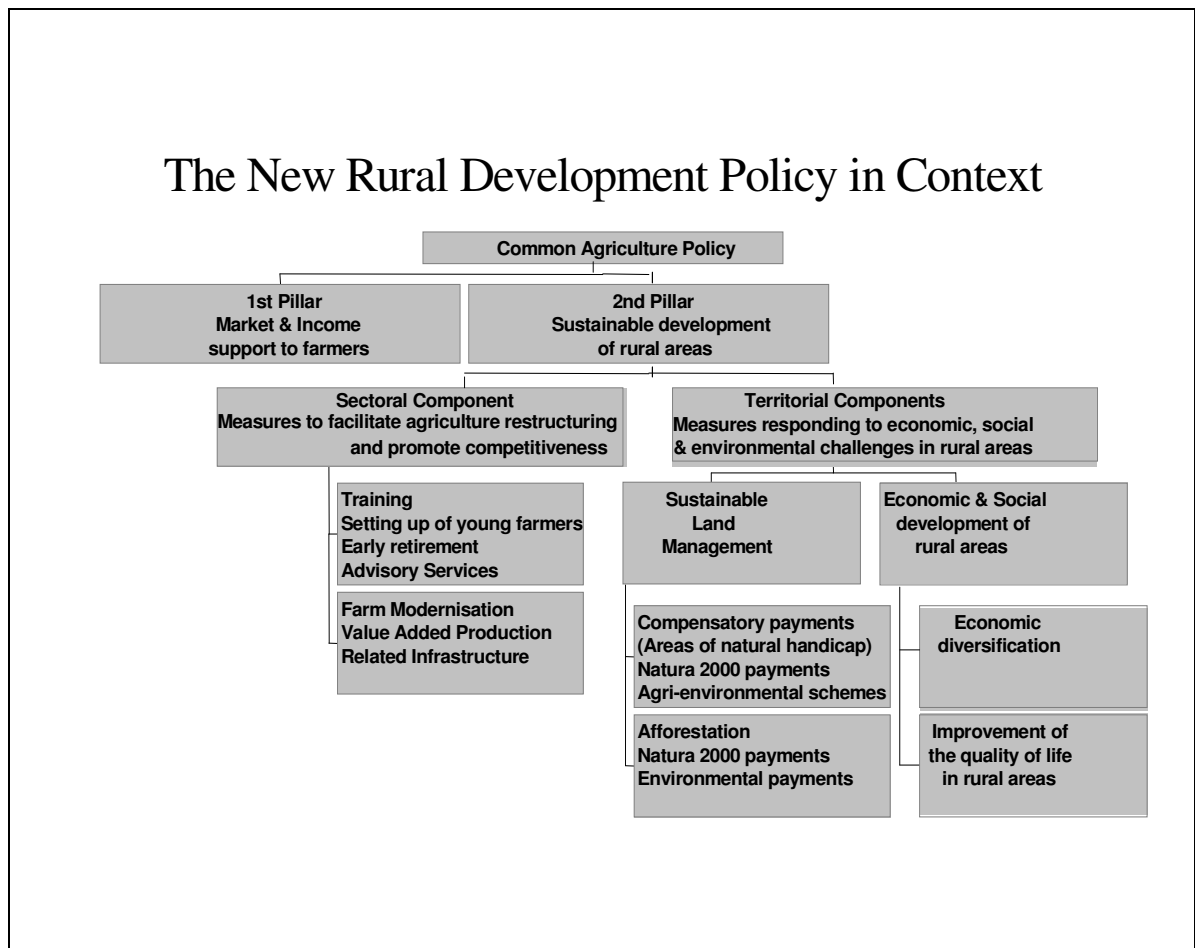 The New Rural Development Policy in Context
Common Agriculture Policy
1st Pillar
Market & Income
support to farmers
2nd Pillar
Sustainable development
of rural areas
Sectoral Component
Measures to facilitate agriculture restructuring
and promote competitiveness
Territorial Components
Measures responding to economic, social
& environmental challenges in rural areas
Training
Setting up of young farmers
Early retirement
Advisory Services
Farm Modernisation
Value Added Production
Related Infrastructure
Sustainable
Land
Management
Compensatory payments
(Areas of natural handicap)
Natura 2000 payments
Agri-environmental schemes
Afforestation
Natura 2000 payments
Environmental payments
Economic & Social
development of
rural areas
Economic
diversification
Improvement of
the quality of life
in rural areas